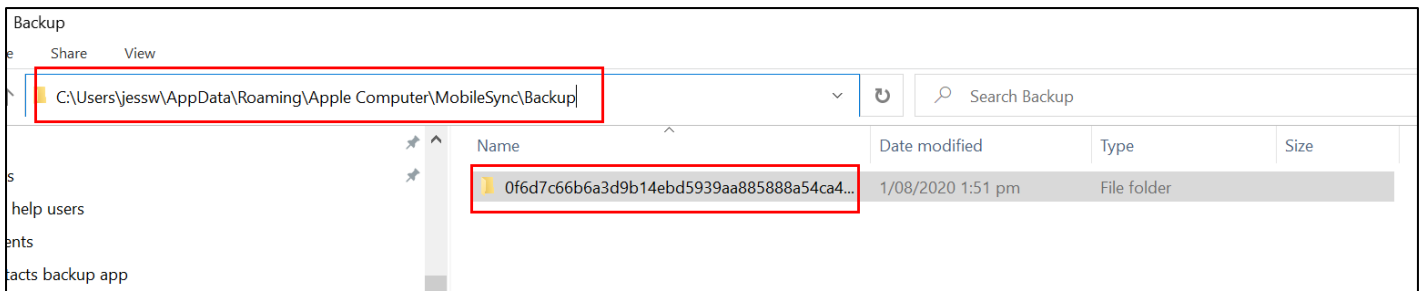 Backup
e Share View
C:\Users\jessw\AppData\Roaming\Apple Computer\MobileSync\Backup
Search Backup
Name Date modified Type Size
0f6d7c66b6a3d9b14ebd5939aa885888a54ca4... 1/08/2020 1:51 pm File folder
s
help users
ents
tacts backup app